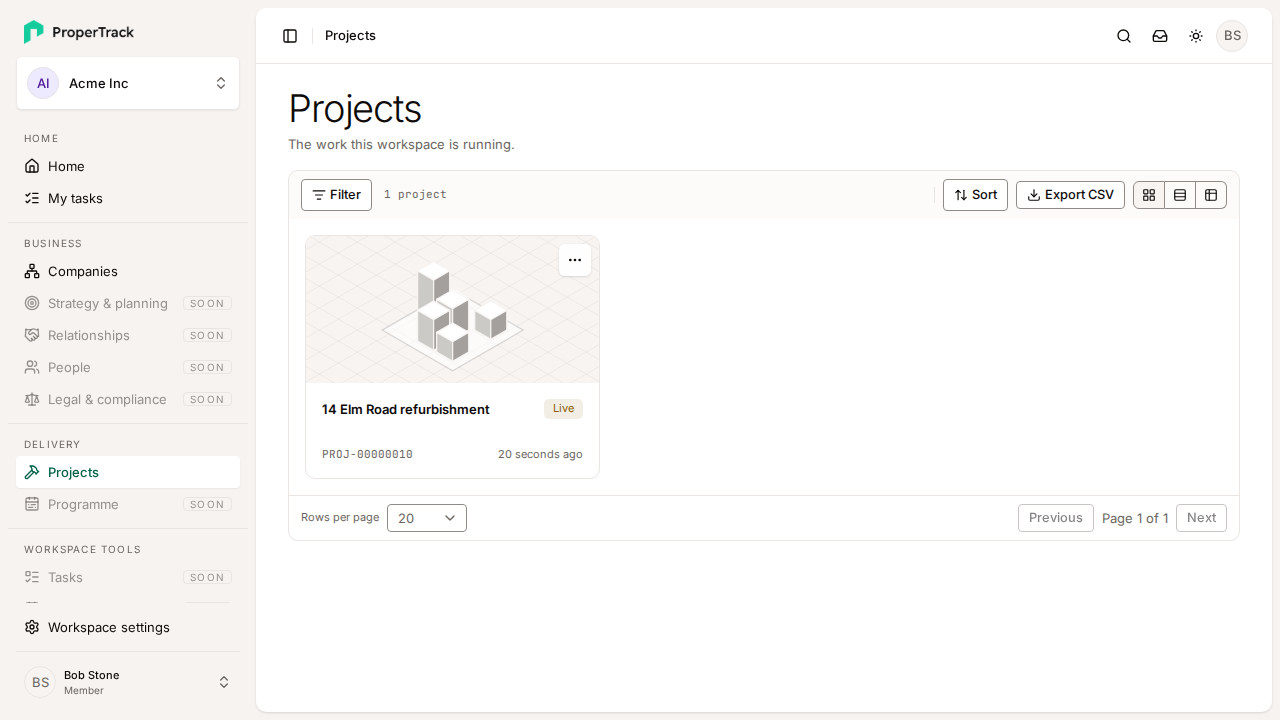 ProperTrack
AI Acme Inc
HOME
Home
My tasks
BUSINESS
Companies
Strategy & planning SOON
Relationships SOON
People SOON
Legal & compliance SOON
DELIVERY
Projects
Programme SOON
WORKSPACE TOOLS
Tasks SOON
Workspace settings
BS Bob Stone
Member
Projects
BS
Projects
The work this workspace is running.
Filter 1 project Sort Export CSV
14 Elm Road refurbishment Live
PROJ-00000010 20 seconds ago
Rows per page 20 Previous Page 1 of 1 Next